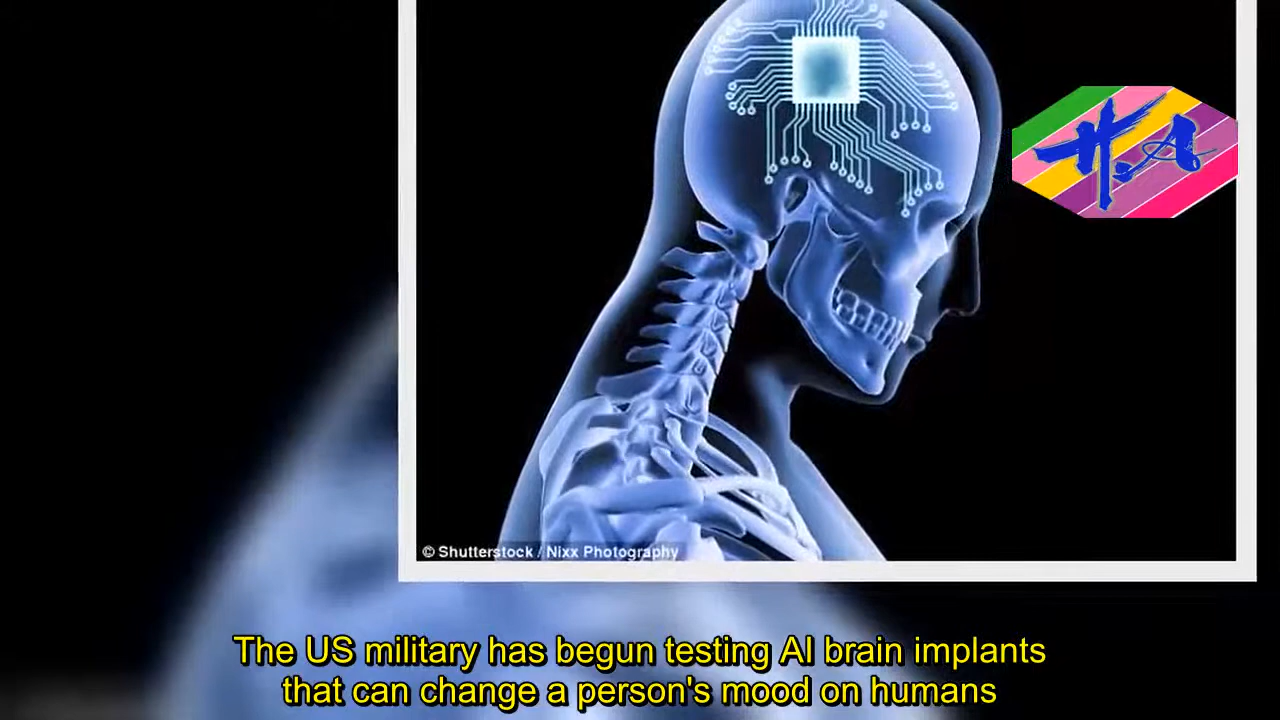 H.A
© Shutterstock / Nixx Photography
The US military has begun testing AI brain implants
that can change a person's mood on humans